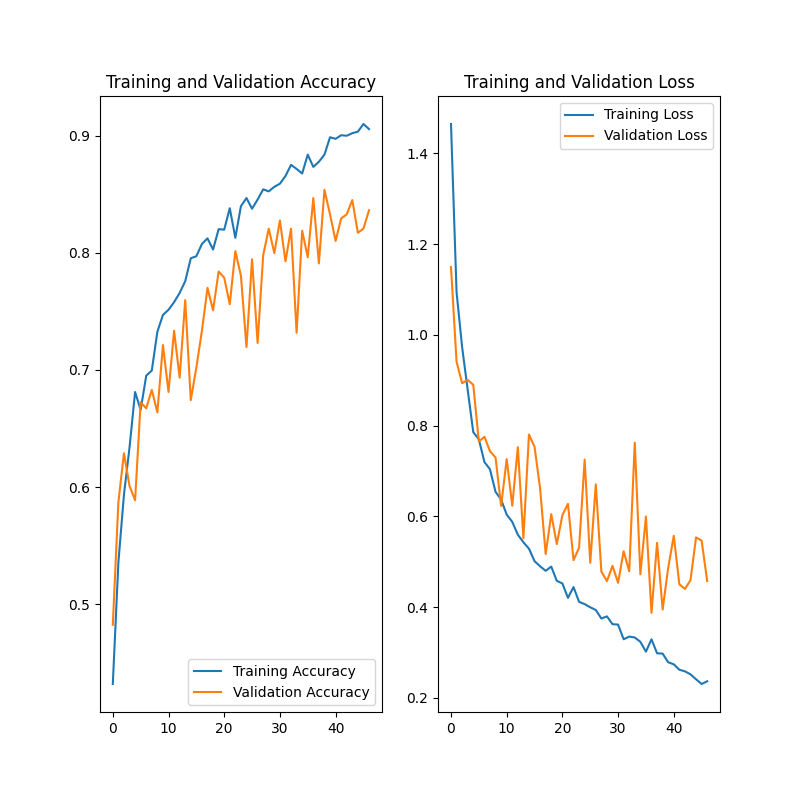 Training and Validation Accuracy
0.9
0.8
0.7
0.6
0.5
0 10 20 30 40
Training Accuracy
Validation Accuracy
Training and Validation Loss
1.4
1.2
1.0
0.8
0.6
0.4
0.2
0 10 20 30 40
Training Loss
Validation Loss